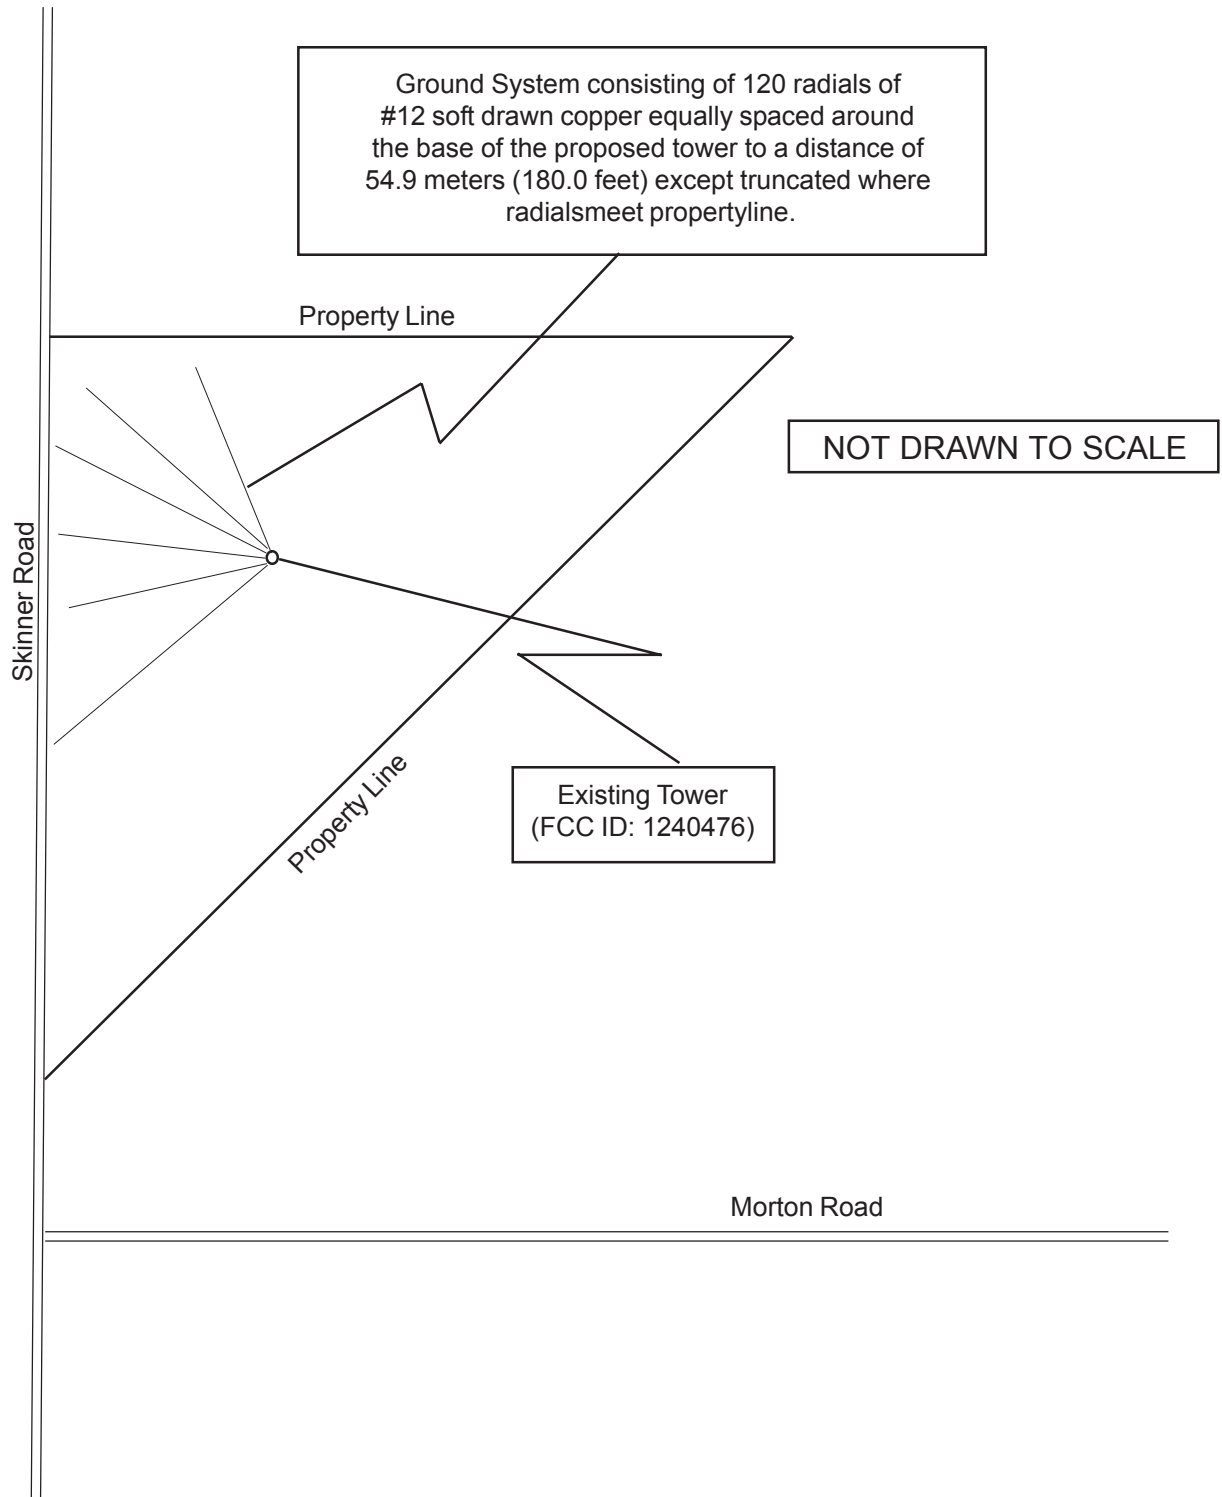 Ground System consisting of 120 radials of
#12 soft drawn copper equally spaced around
the base of the proposed tower to a distance of
54.9 meters (180.0 feet) except truncated where
radialsmeet propertyline.
Property Line
NOT DRAWN TO SCALE
Skinner Road
Property Line
Existing Tower
(FCC ID: 1240476)
Morton Road